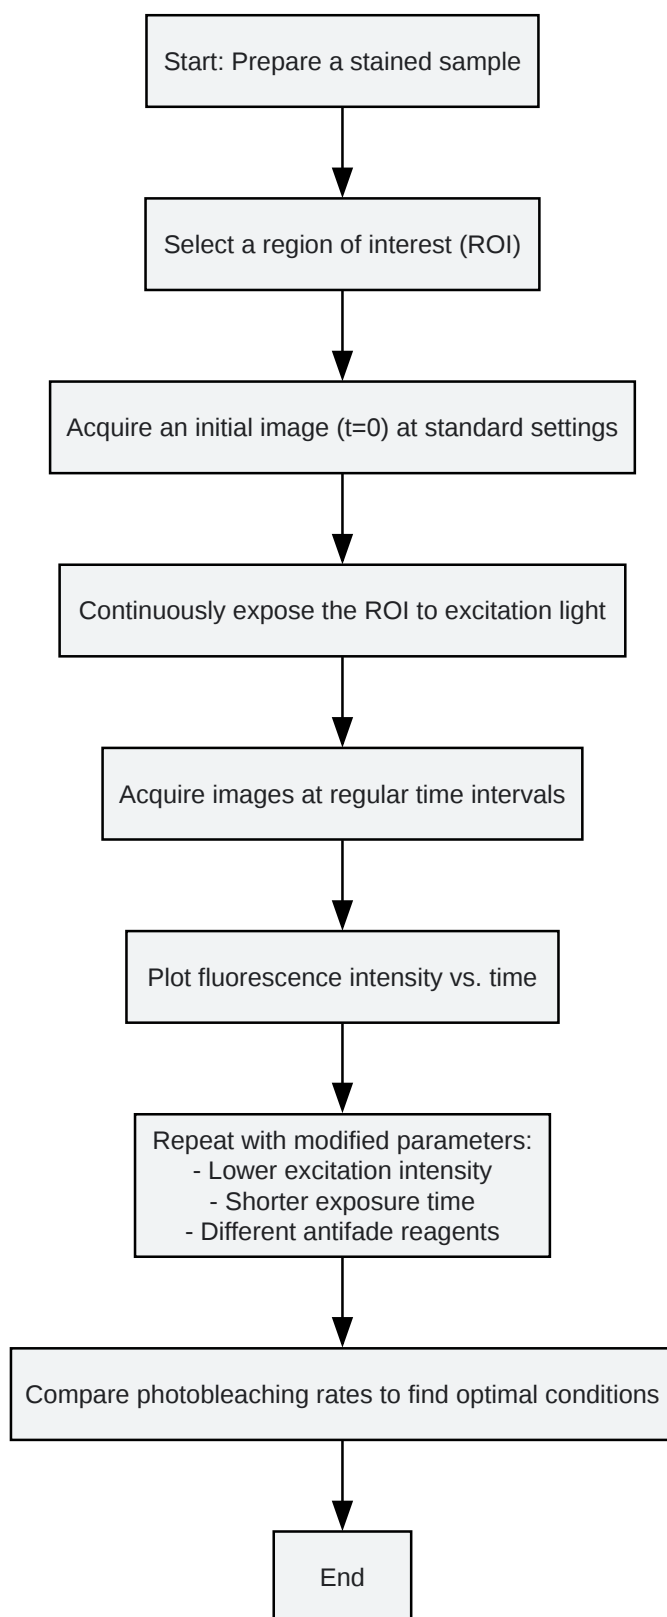 Start: Prepare a stained sample
Select a region of interest (ROI)
Acquire an initial image (t=0) at standard settings
Continuously expose the ROI to excitation light
Acquire images at regular time intervals
Plot fluorescence intensity vs. time
Repeat with modified parameters:
- Lower excitation intensity
- Shorter exposure time
- Different antifade reagents
Compare photobleaching rates to find optimal conditions
End